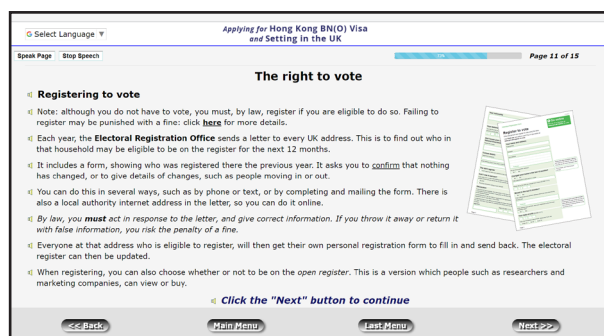 G Select Language ▼
Applying for Hong Kong BN(O) Visa
and Setting in the UK
Speak Page
Stop Speech
Page 11 of 15
The right to vote
Registering to vote
Note: although you do not have to vote, you must, by law, register if you are eligible to do so. Failing to
register may be punished with a fine: click here for more details.
Each year, the Electoral Registration Office sends a letter to every UK address. This is to find out who in
that household may be eligible to be on the register for the next 12 months.
It includes a form, showing who was registered there the previous year. It asks you to confirm that nothing
has changed, or to give details of changes, such as people moving in or out.
You can do this in several ways, such as by phone or text, or by completing and mailing the form. There is
also a local authority internet address in the letter, so you can do it online.
By law, you must act in response to the letter, and give correct information. If you throw it away or return it
with false information, you risk the penalty of a fine.
Everyone at that address who is eligible to register, will then get their own personal registration form to fill in and send back. The electoral
register can then be updated.
When registering, you can also choose whether or not to be on the open register. This is a version which people such as researchers and
marketing companies, can view or buy.
Register to vote
Click the "Next" button to continue
<< Back
Main Menu
Last Menu
Next >>